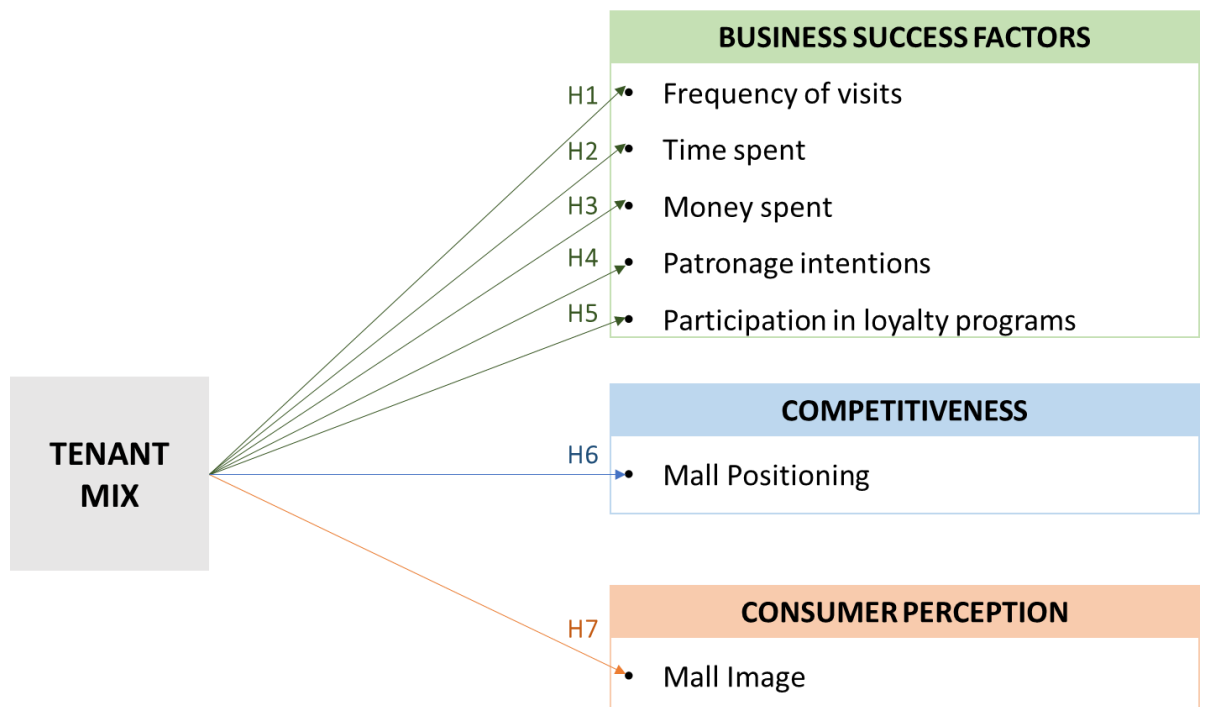 BUSINESS SUCCESS FACTORS
H1
• Frequency of visits
H2
• Time spent
H3
• Money spent
H4
• Patronage intentions
H5
• Participation in loyalty programs
TENANT
MIX
COMPETITIVENESS
H6
• Mall Positioning
CONSUMER PERCEPTION
H7
• Mall Image